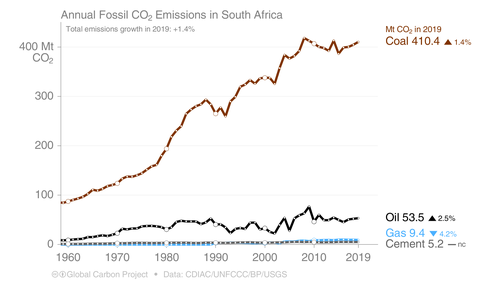 Annual Fossil CO₂ Emissions in South Africa
Total emissions growth in 2019: +1.4%
Mt CO₂ in 2019
Coal 410.4 ▲ 1.4%
400 Mt
CO₂
300
200
100
0
Oil 53.5 ▲ 2.5%
Gas 9.4 ▼ 4.2%
Cement 5.2 — nc
1960 1970 1980 1990 2000 2010 2019
Global Carbon Project • Data: CDIAC/UNFCCC/BP/USGS